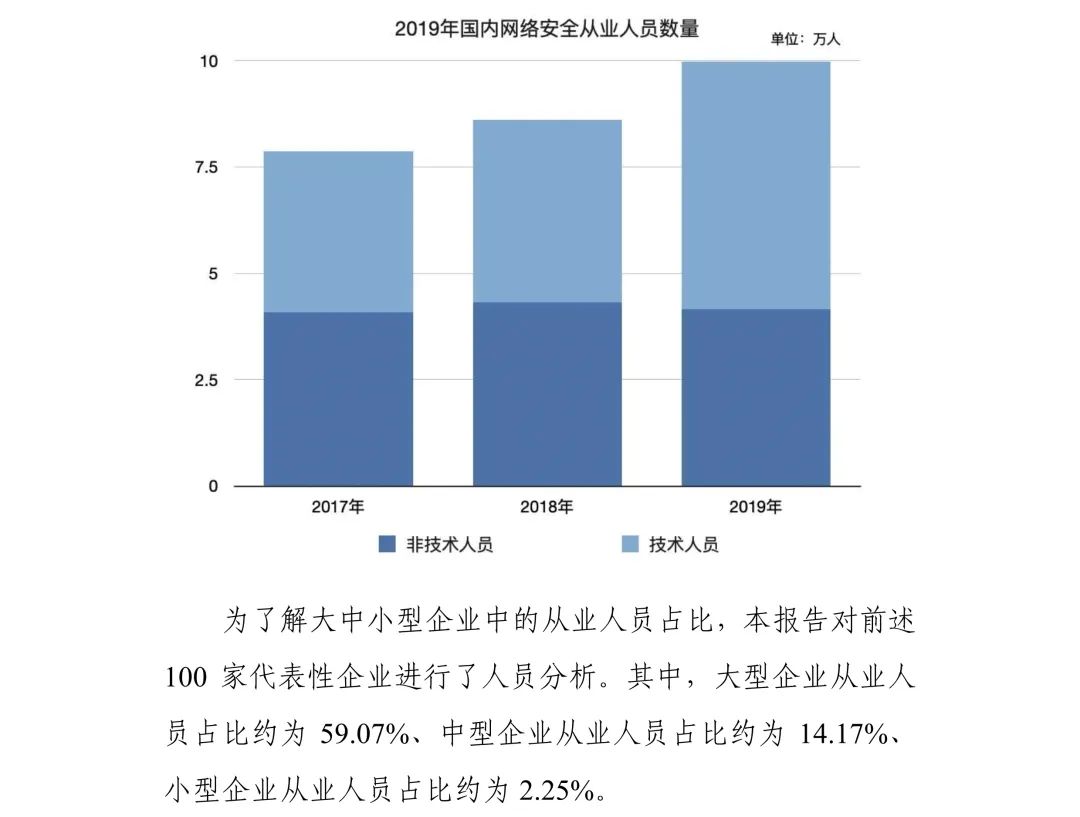 2019年国内网络安全从业人员数量
单位：万人
10
7.5
5
2.5
0
2017年
2018年
2019年
非技术人员
技术人员
为了解大中小型企业中的从业人员占比，本报告对前述
100 家代表性企业进行了人员分析。其中，大型企业从业人
员占比约为 59.07%、中型企业从业人员占比约为 14.17%、
小型企业从业人员占比约为 2.25%。